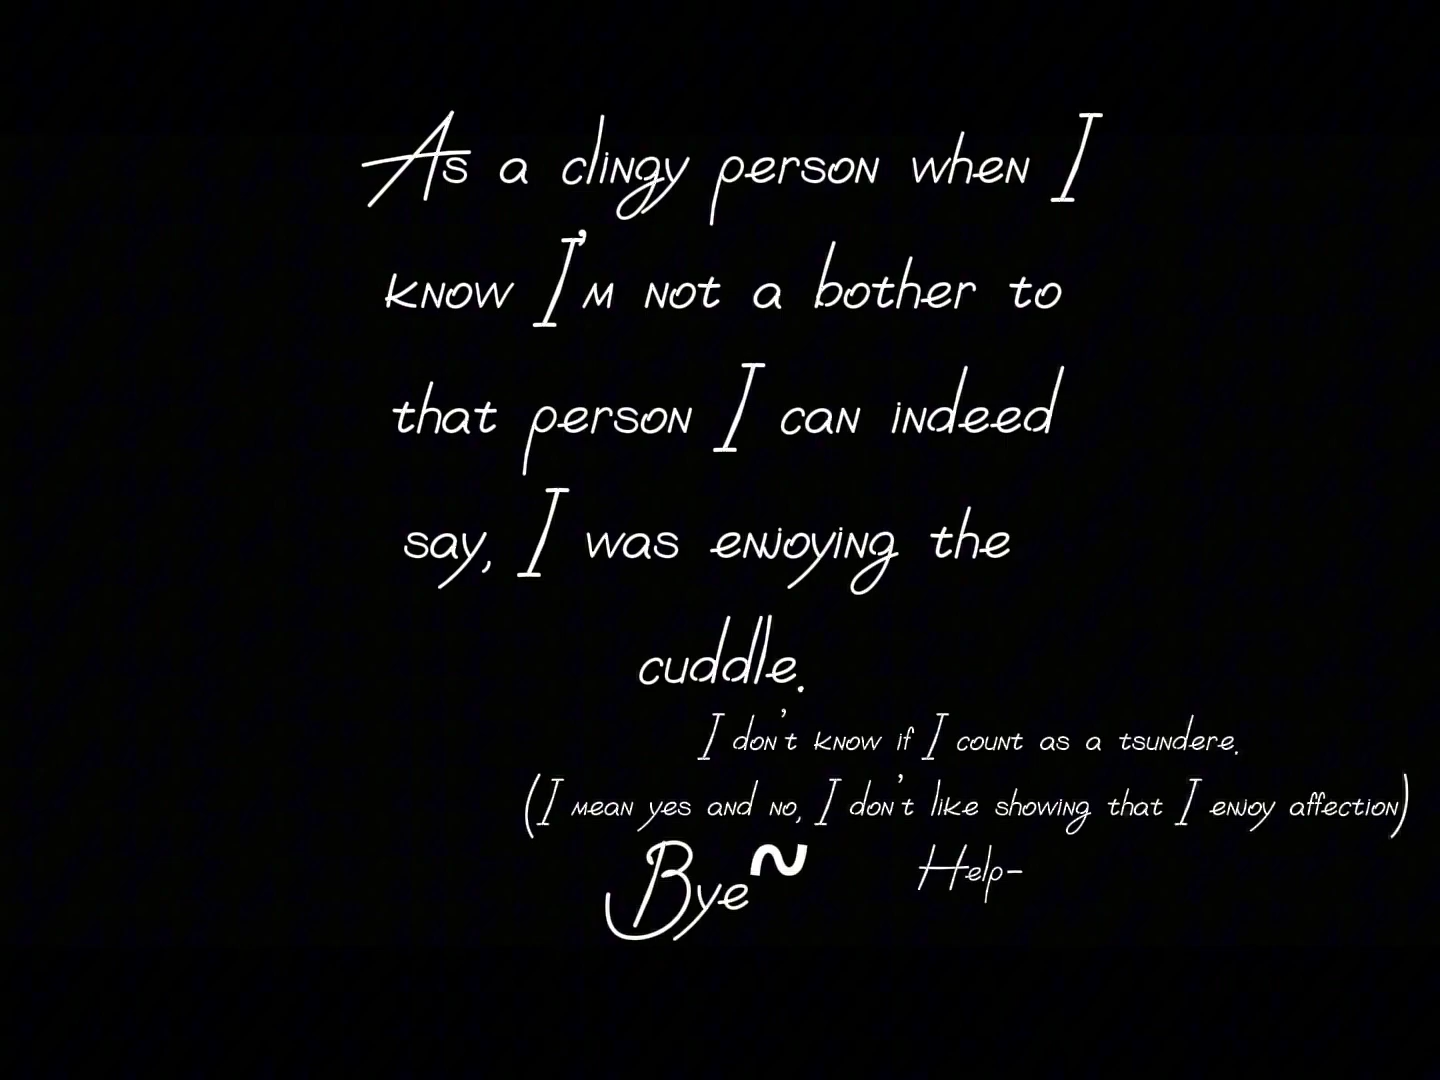 As a clingy person when I
know I'm not a bother to
that person I can indeed
say, I was enjoying the
cuddle.
I don't know if I count as a tsundere.
(I mean yes and no, I don't like showing that I enjoy affection)
Bye~
Help-